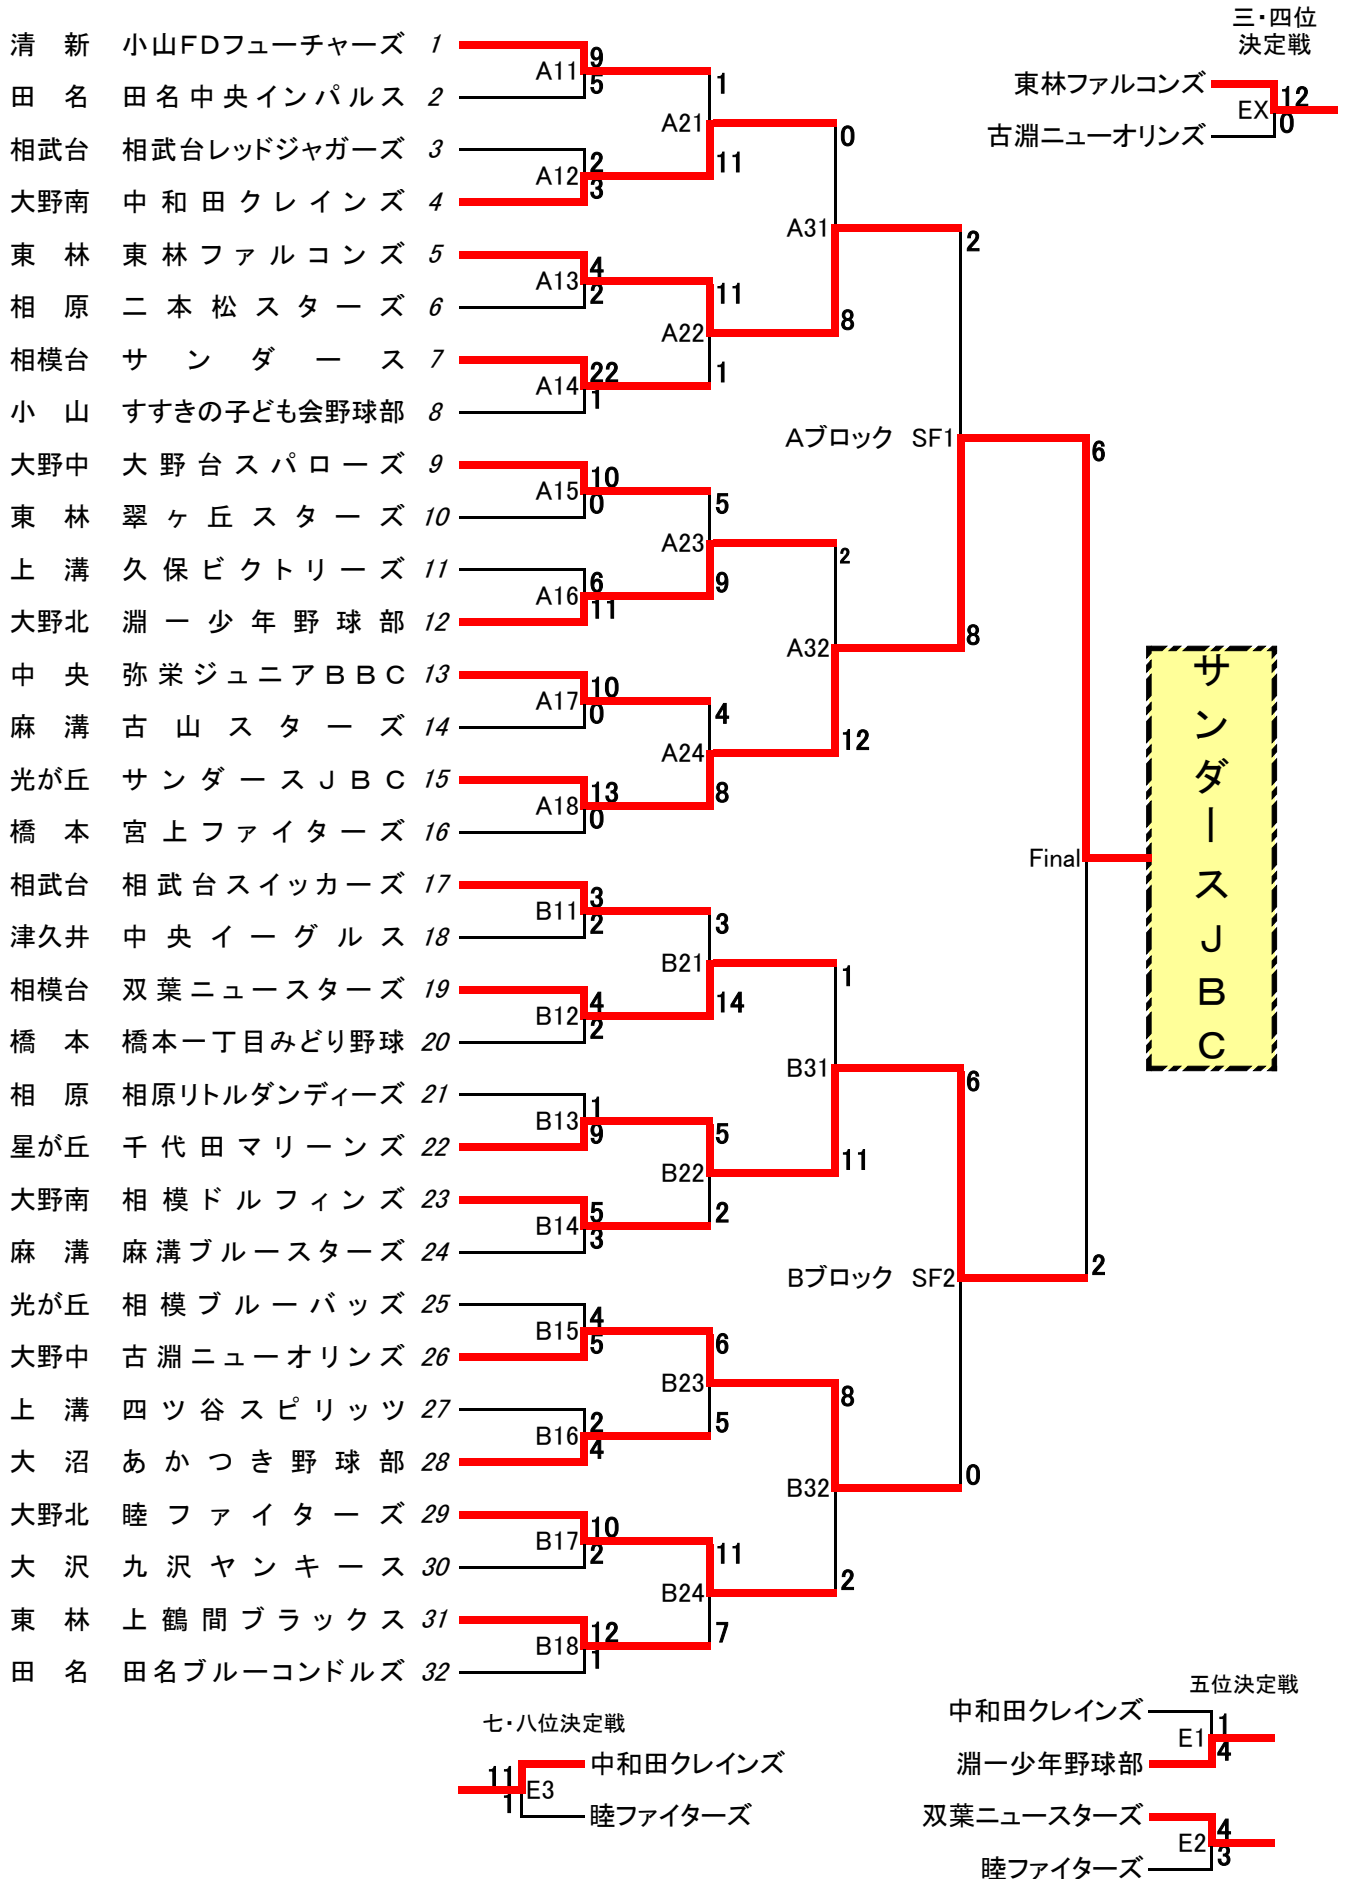 三・四位
決定戦
東林ファルコンズ
12
EX
0
古淵ニューオリンズ
清 新 小山FDフューチャーズ 1
9
A11
5
1
田 名 田名中央インパルス 2
A21
0
相武台 相武台レッドジャガーズ 3
2
A12
3
11
大野南 中和田クレインズ 4
A31
2
東 林 東林ファルコンズ 5
4
A13
2
11
相 原 二本松スターズ 6
A22
8
相模台 サンダース 7
22
A14
1
1
小 山 すすきの子ども会野球部 8
Aブロック SF1
6
大野中 大野台スパローズ 9
10
A15
0
5
東 林 翠ヶ丘スターズ 10
A23
2
上 溝 久保ビクトリーズ 11
6
A16
11
9
大野北 淵一少年野球部 12
A32
8
中 央 弥栄ジュニアBBC 13
10
A17
0
4
麻 溝 古山スターズ 14
A24
12
光が丘 サンダースJBC 15
13
A18
0
8
橋 本 宮上ファイターズ 16
Final
サンダースJBC
相武台 相武台スイッカーズ 17
3
B11
2
3
津久井 中央イーグルス 18
B21
1
相模台 双葉ニュースターズ 19
4
B12
2
14
橋 本 橋本一丁目みどり野球 20
B31
6
相 原 相原リトルダンディーズ 21
1
B13
9
5
星が丘 千代田マリーンズ 22
B22
11
大野南 相模ドルフィンズ 23
5
B14
3
2
麻 溝 麻溝ブルースターズ 24
Bブロック SF2
2
光が丘 相模ブルーバッズ 25
4
B15
5
6
大野中 古淵ニューオリンズ 26
B23
8
上 溝 四ツ谷スピリッツ 27
2
B16
4
5
大 沼 あかつき野球部 28
B32
0
大野北 睦ファイターズ 29
10
B17
2
11
大 沢 九沢ヤンキース 30
B24
2
東 林 上鶴間ブラックス 31
12
B18
1
7
田 名 田名ブルーコンドルズ 32
七・八位決定戦
中和田クレインズ
11
E3
1
睦ファイターズ
五位決定戦
中和田クレインズ
1
E1
4
淵一少年野球部
双葉ニュースターズ
4
E2
3
睦ファイターズ